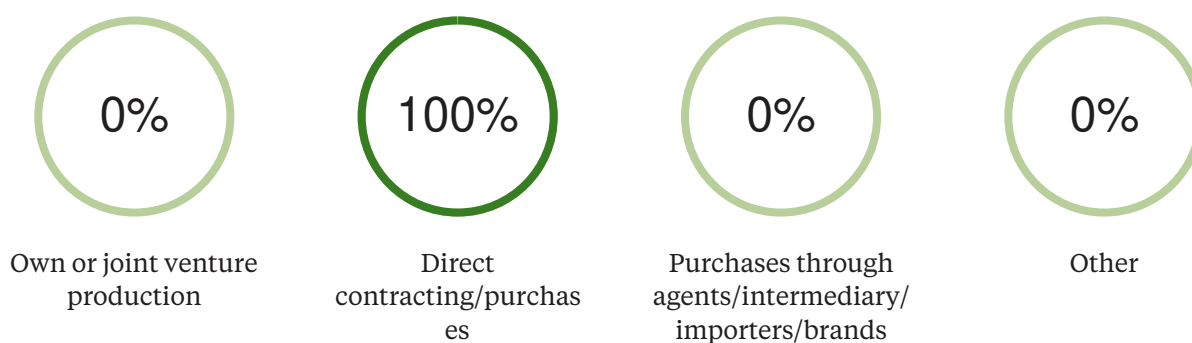 0%
100%
0%
0%
Own or joint venture
production
Direct
contracting/purchas
es
Purchases through
agents/intermediary/
importers/brands
Other